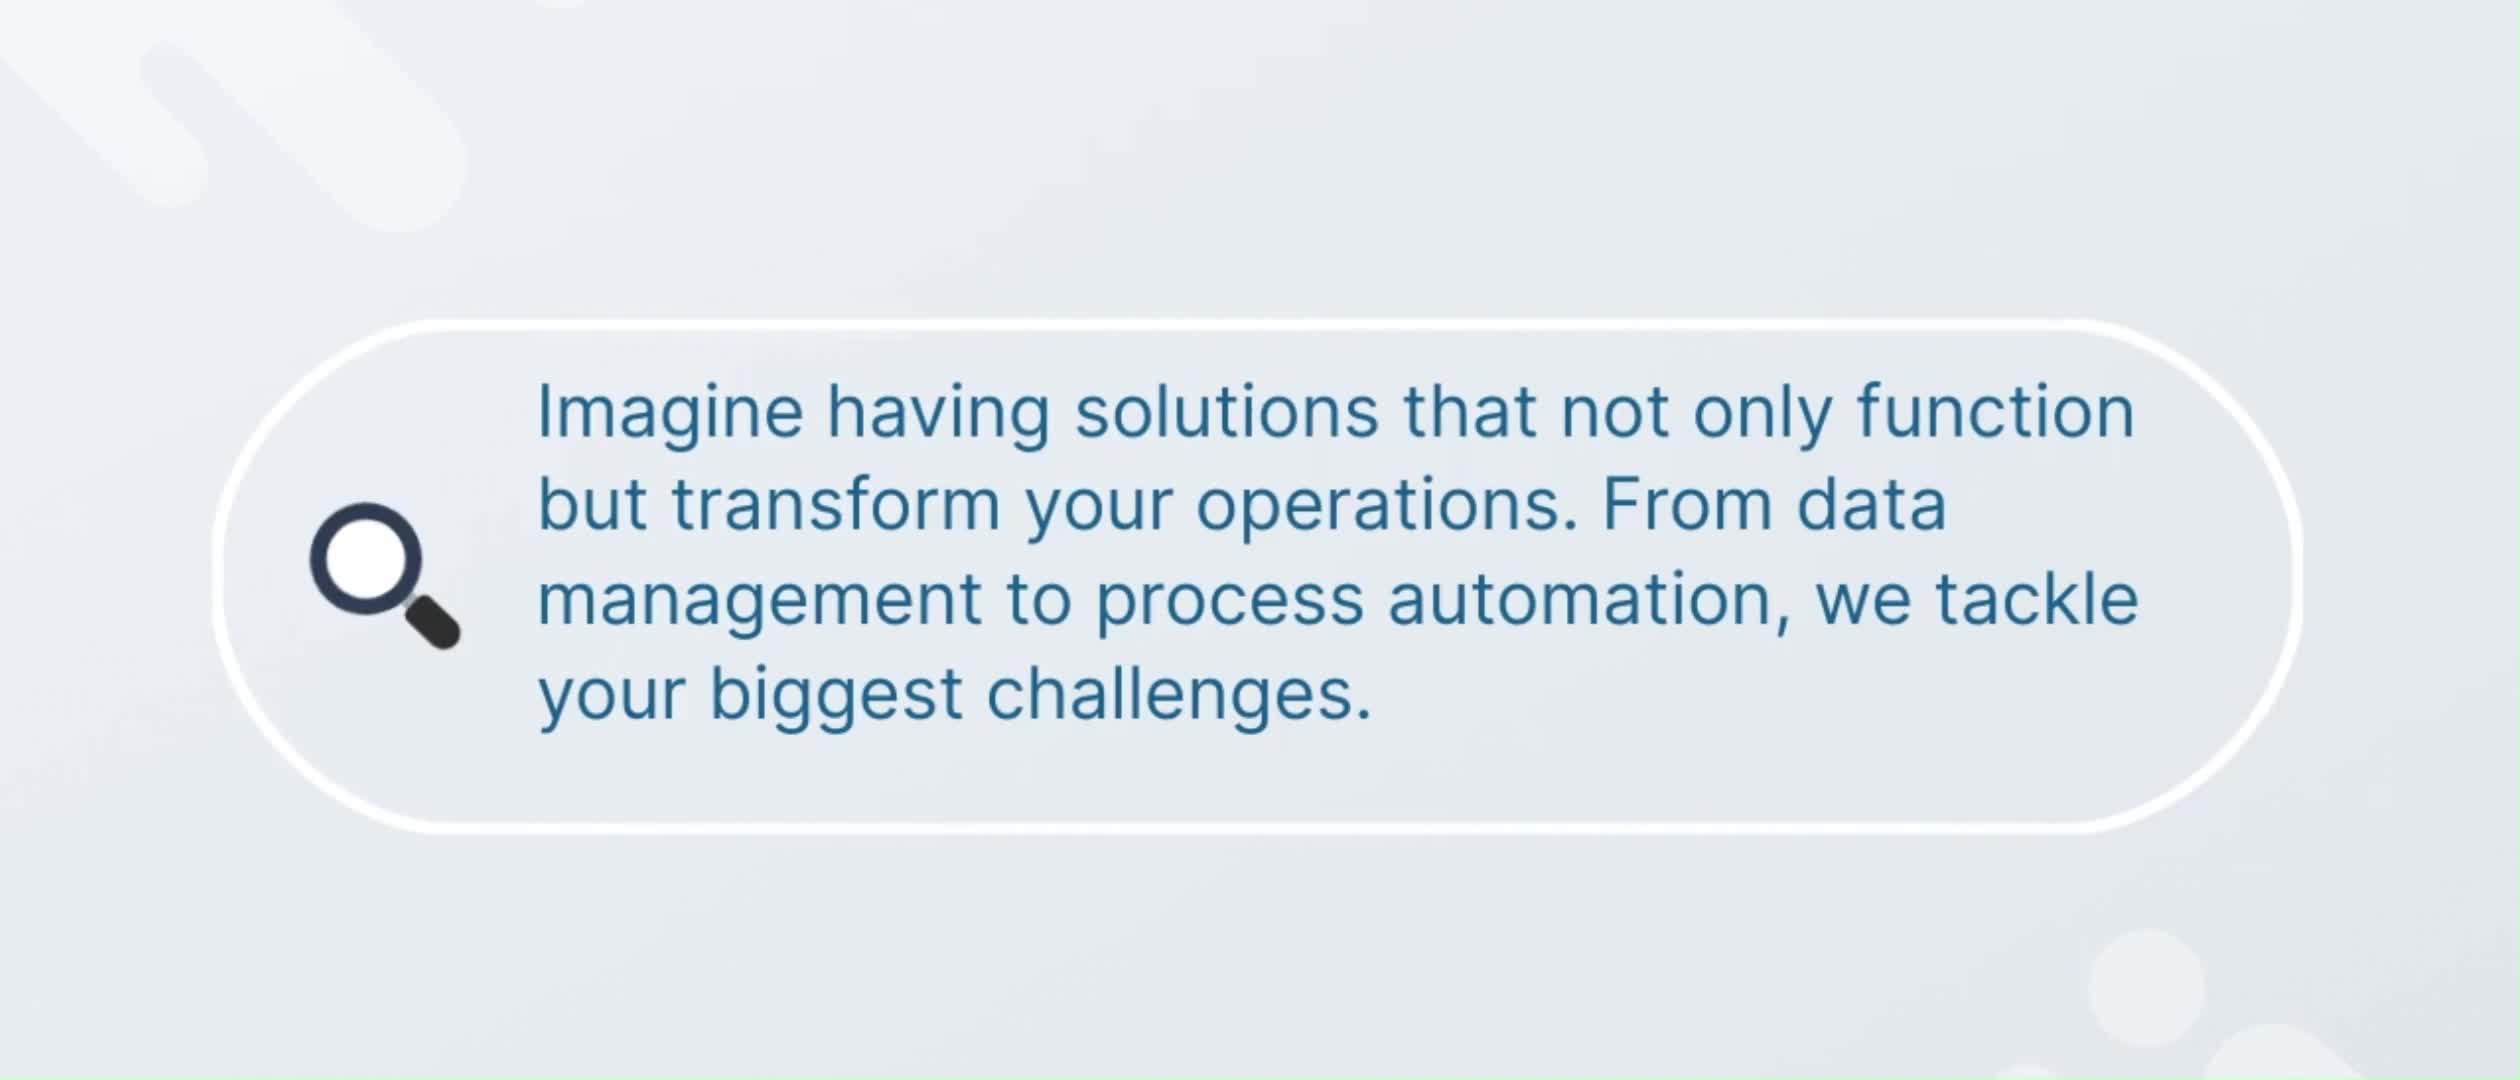 Imagine having solutions that not only function
but transform your operations. From data
management to process automation, we tackle
your biggest challenges.